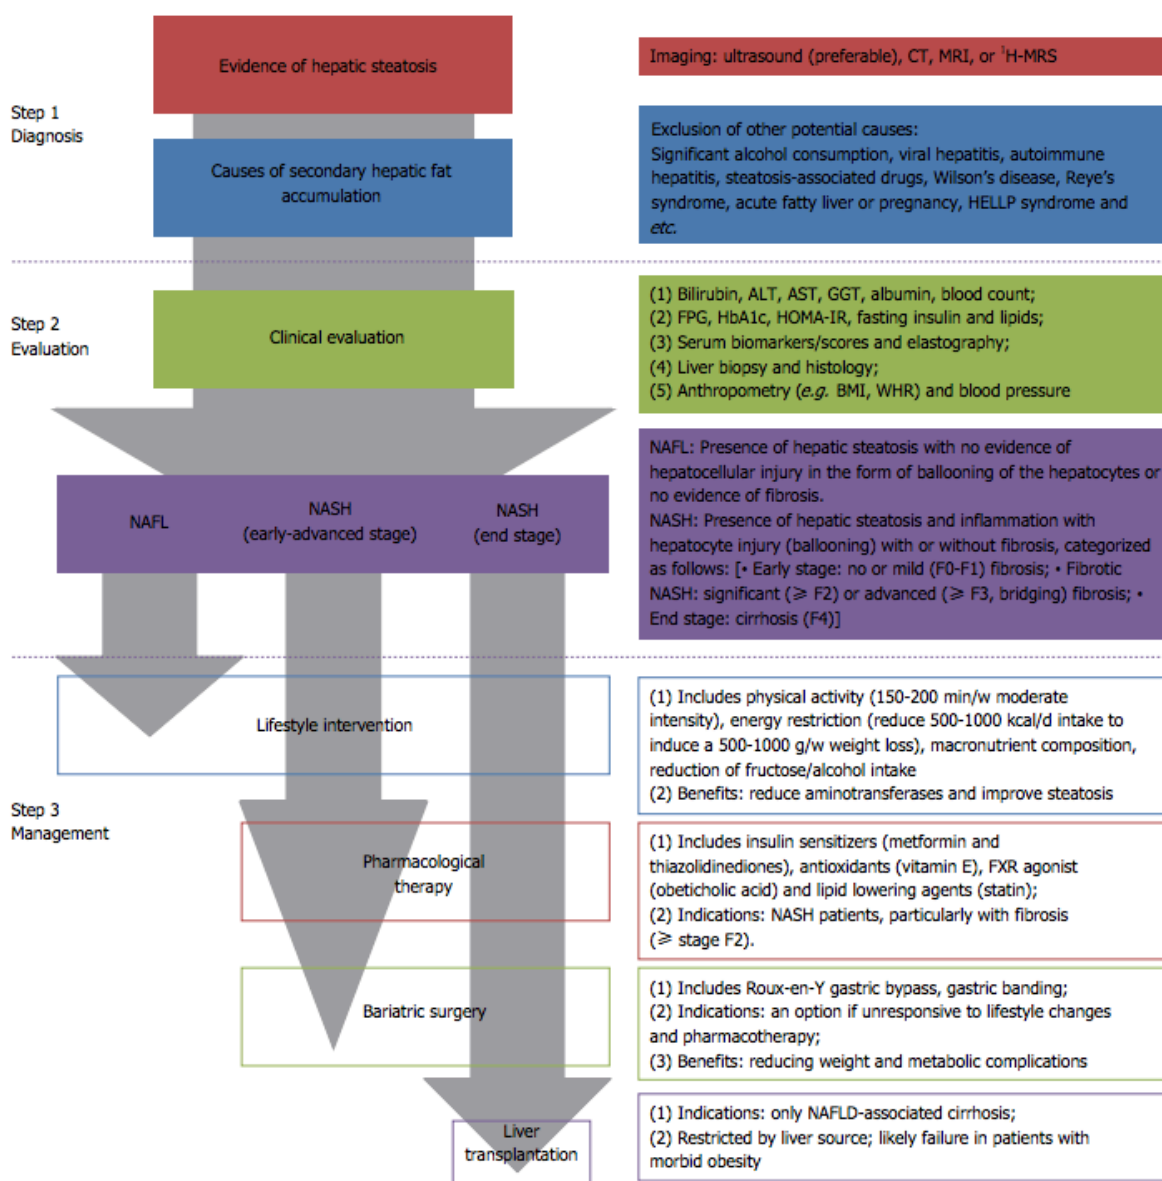 Evidence of hepatic steatosis
Imaging: ultrasound (preferable), CT, MRI, or ¹H-MRS
Step 1
Diagnosis
Causes of secondary hepatic fat
accumulation
Exclusion of other potential causes:
Significant alcohol consumption, viral hepatitis, autoimmune
hepatitis, steatosis-associated drugs, Wilson's disease, Reye's
syndrome, acute fatty liver or pregnancy, HELLP syndrome and
etc.
Step 2
Evaluation
Clinical evaluation
(1) Bilirubin, ALT, AST, GGT, albumin, blood count;
(2) FPG, HbA1c, HOMA-IR, fasting insulin and lipids;
(3) Serum biomarkers/scores and elastography;
(4) Liver biopsy and histology;
(5) Anthropometry (e.g. BMI, WHR) and blood pressure
NAFL
NASH
(early-advanced stage)
NASH
(end stage)
NAFL: Presence of hepatic steatosis with no evidence of
hepatocellular injury in the form of ballooning of the hepatocytes or
no evidence of fibrosis.
NASH: Presence of hepatic steatosis and inflammation with
hepatocyte injury (ballooning) with or without fibrosis, categorized
as follows: [• Early stage: no or mild (F0-F1) fibrosis; • Fibrotic
NASH: significant (⩾ F2) or advanced (⩾ F3, bridging) fibrosis; •
End stage: cirrhosis (F4)]
Step 3
Management
Lifestyle intervention
(1) Includes physical activity (150-200 min/w moderate
intensity), energy restriction (reduce 500-1000 kcal/d intake to
induce a 500-1000 g/w weight loss), macronutrient composition,
reduction of fructose/alcohol intake
(2) Benefits: reduce aminotransferases and improve steatosis
Pharmacological
therapy
(1) Includes insulin sensitizers (metformin and
thiazolidinediones), antioxidants (vitamin E), FXR agonist
(obeticholic acid) and lipid lowering agents (statin);
(2) Indications: NASH patients, particularly with fibrosis
(⩾ stage F2).
Bariatric surgery
(1) Includes Roux-en-Y gastric bypass, gastric banding;
(2) Indications: an option if unresponsive to lifestyle changes
and pharmacotherapy;
(3) Benefits: reducing weight and metabolic complications
Liver
transplantation
(1) Indications: only NAFLD-associated cirrhosis;
(2) Restricted by liver source; likely failure in patients with
morbid obesity